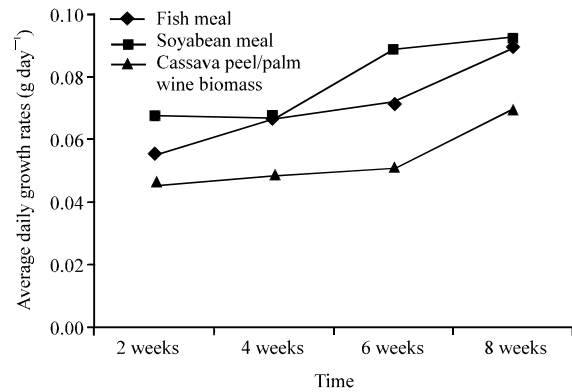 0.10
0.08
0.06
0.04
0.02
0.00
Average daily growth rates (g day⁻¹)
Fish meal
Soyabean meal
Cassava peel/palm
wine biomass
2 weeks 4 weeks 6 weeks 8 weeks
Time